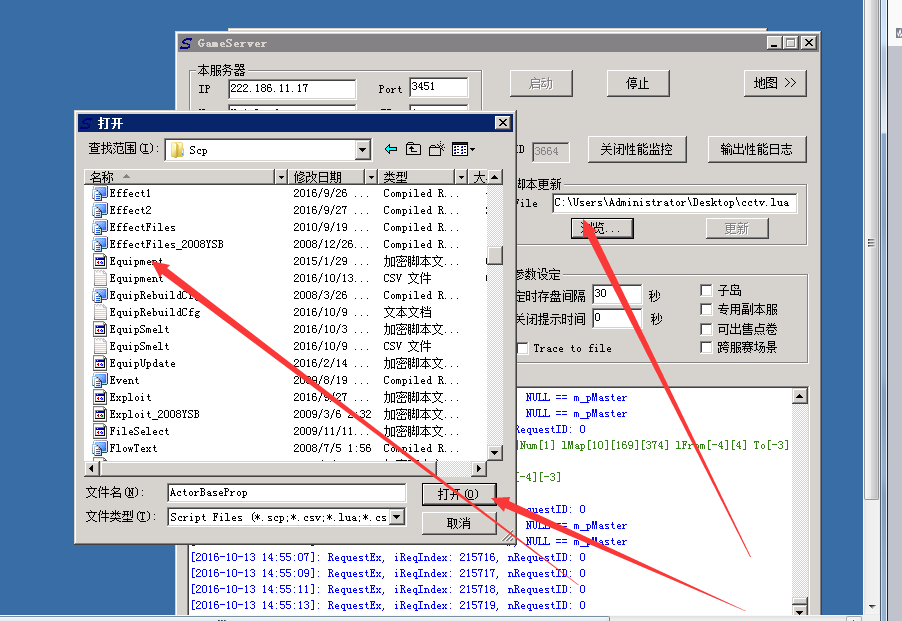 GameServer
本服务器
IP 222.186.11.17 Port 3451
启动 停止 地图 >>
3664 关闭性能监控 输出性能日志
脚本更新
File C:\Users\Administrator\Desktop\cctv.lua
更新
参数设定
定时存盘间隔 30 秒
关闭提示时间 0 秒
Trace to file
子岛
专用副本服
可出售点卷
跨服赛场景
打开
查找范围(I): Scp
名称 修改日期 类型 大
Effect1 2016/9/26 ... Compiled R...
Effect2 2016/9/27 ... Compiled R...
EffectFiles 2010/9/19 ... Compiled R...
EffectFiles_2008YSB 2008/12/26... Compiled R...
Equipment 2015/1/29 ... 加密脚本文...
Equipment 2016/10/13... CSV 文件
EquipRebuildCfg 2008/3/26 ... Compiled R...
EquipRebuildCfg 2016/10/9 ... 文本文档
EquipSmelt 2016/10/3 ... 加密脚本文...
EquipSmelt 2016/10/9 ... CSV 文件
EquipUpdate 2016/2/14 ... 加密脚本文...
Event 2009/8/19 ... Compiled R...
Exploit 2016/9/27 ... 加密脚本文...
Exploit_2008YSB 2009/3/6 2:32 加密脚本文...
FileSelect 2009/11/11... 加密脚本文...
FlowText 2008/7/5 1:56 Compiled R...
文件名(N): ActorBaseProp 打开(O)
文件类型(T): Script Files (*.scp;*.csv;*.lua;*.cs 取消
NULL == m_pMaster
NULL == m_pMaster
RequestID: 0
Num[1] lMap[10][169][374] lFrom[-4][4] To[-3]
[-4][-3]
RequestID: 0
NULL == m_pMaster
NULL == m_pMaster
[2016-10-13 14:55:07]: RequestEx, iReqIndex: 215716, nRequestID: 0
[2016-10-13 14:55:09]: RequestEx, iReqIndex: 215717, nRequestID: 0
[2016-10-13 14:55:11]: RequestEx, iReqIndex: 215718, nRequestID: 0
[2016-10-13 14:55:13]: RequestEx, iReqIndex: 215719, nRequestID: 0